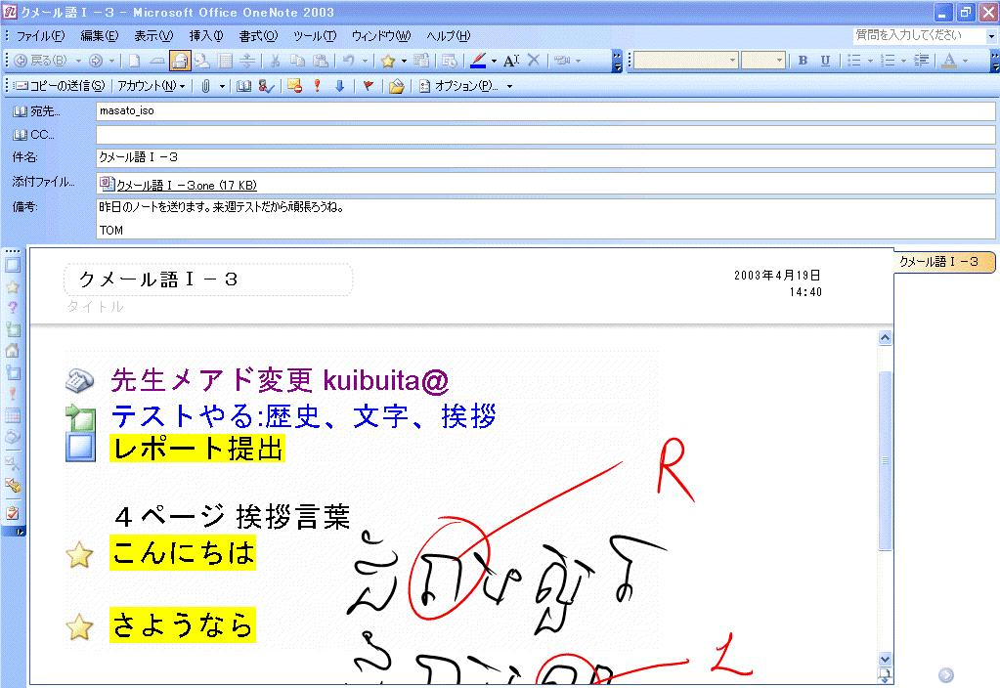 クメール語Ⅰ－３ - Microsoft Office OneNote 2003
ファイル(F) 編集(E) 表示(V) 挿入(I) 書式(O) ツール(T) ウィンドウ(W) ヘルプ(H) 質問を入力してください
戻る(B) B U A
コピーの送信(S) アカウント(N) オプション(P)...
宛先... masato_iso
CC...
件名: クメール語Ⅰ－３
添付ファイル... クメール語Ⅰ－３.one (17 KB)
備考: 昨日のノートを送ります。来週テストだから頑張ろうね。
TOM
クメール語Ⅰ－３
クメール語Ⅰ－３ 2003年4月19日
タイトル 14:40
先生メアド変更 kuibuita@
テストやる:歴史、文字、挨拶
レポート提出
R
４ページ 挨拶言葉
こんにちは
さようなら
L